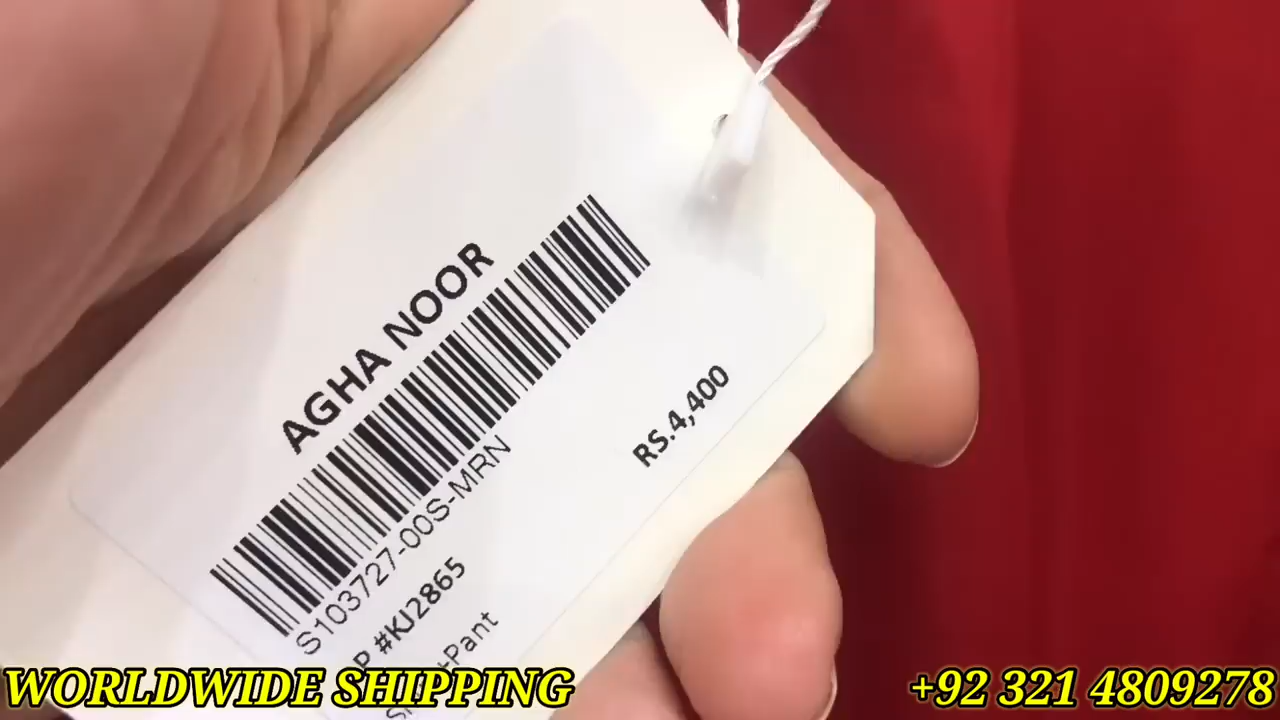 AGHA NOOR
S103727-00S-MRN
#KJ2865
RS.4,400
WORLDWIDE SHIPPING
+92 321 4809278